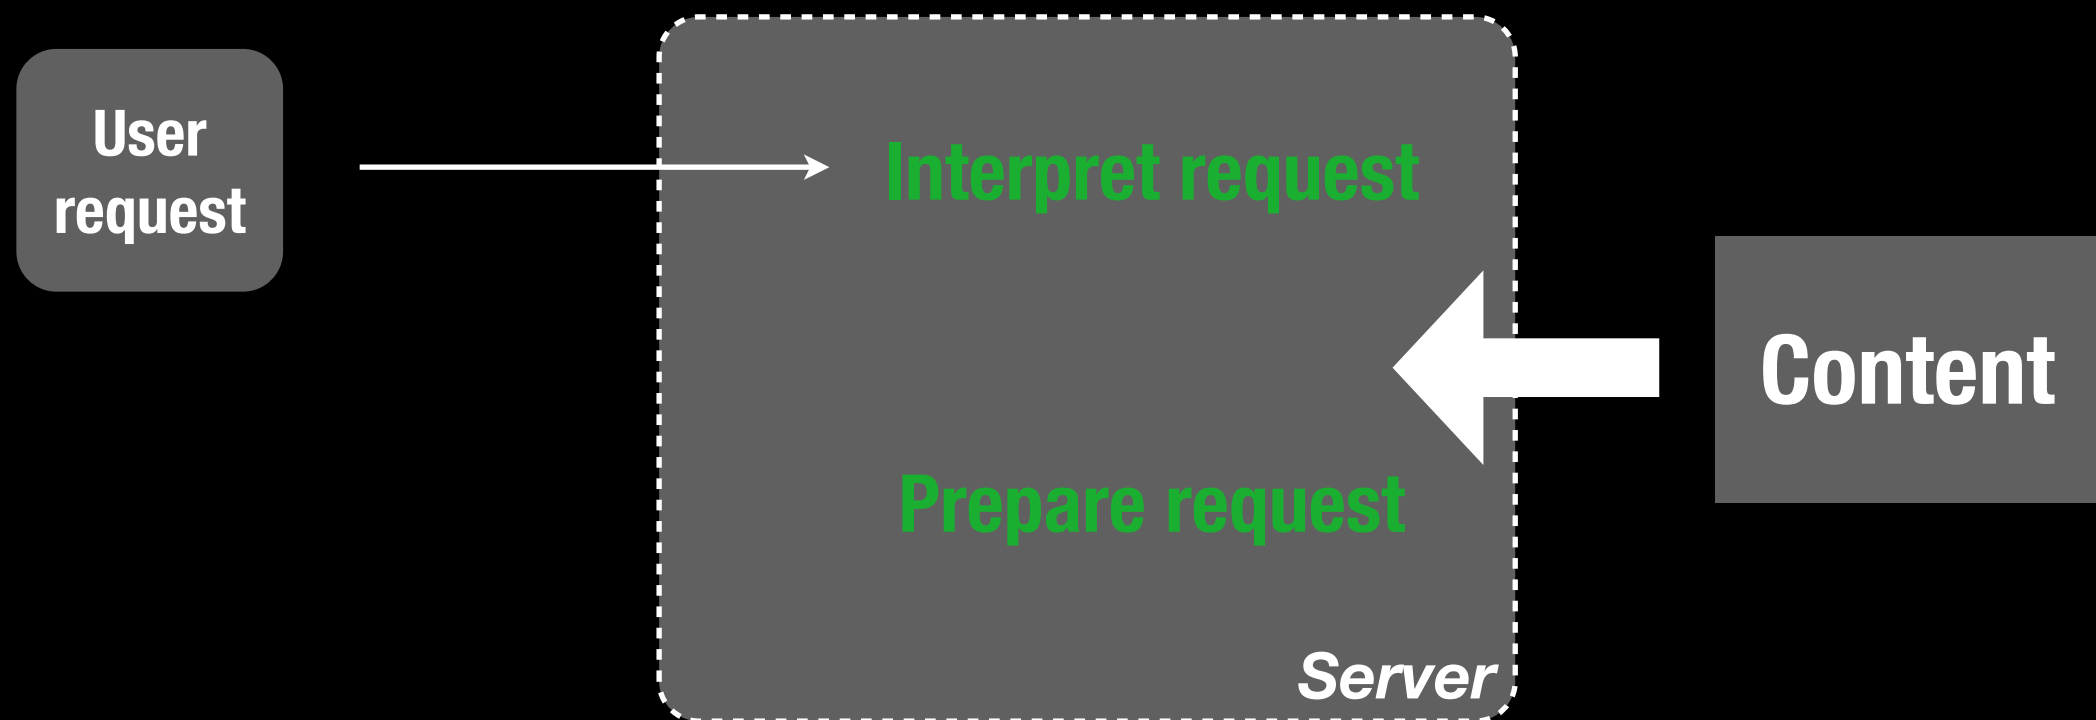 User
request
Interpret request
Content
Prepare request
Server